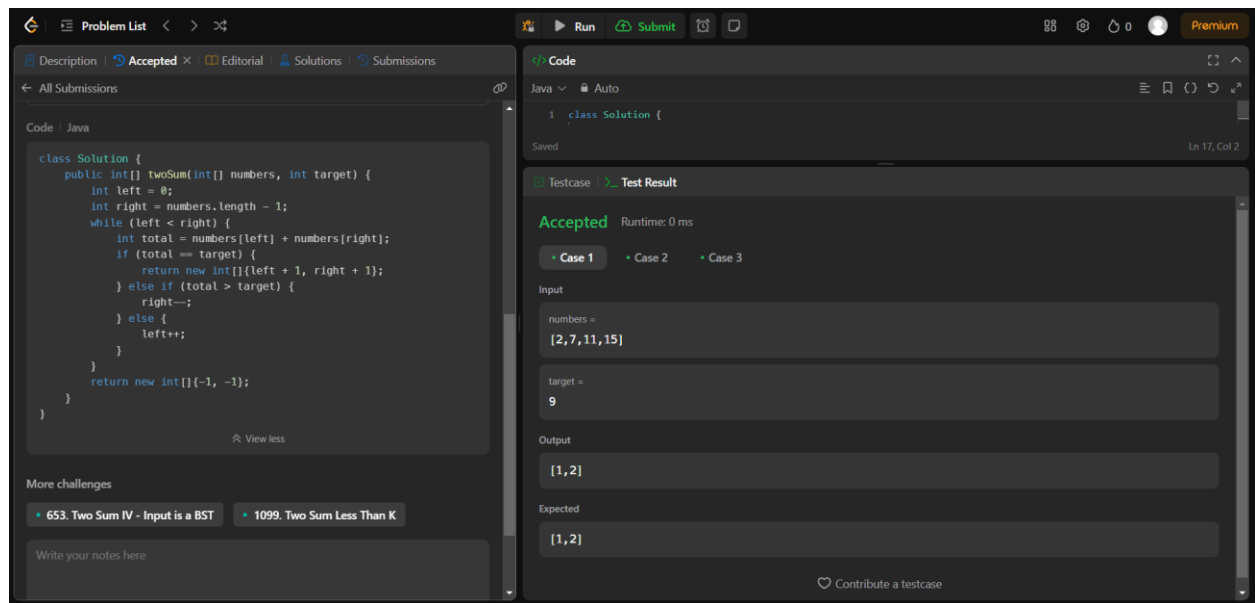 Problem List
Run
Submit
0
Premium
Description
Accepted
Editorial
Solutions
Submissions
All Submissions
Code
Java
class Solution {
public int[] twoSum(int[] numbers, int target) {
int left = 0;
int right = numbers.length - 1;
while (left < right) {
int total = numbers[left] + numbers[right];
if (total == target) {
return new int[]{left + 1, right + 1};
} else if (total > target) {
right--;
} else {
left++;
}
}
return new int[]{-1, -1};
}
}
View less
More challenges
653. Two Sum IV - Input is a BST
1099. Two Sum Less Than K
Write your notes here
</> Code
Java
Auto
1 class Solution {
Saved
Ln 17, Col 2
Testcase
Test Result
Accepted
Runtime: 0 ms
Case 1
Case 2
Case 3
Input
numbers =
[2,7,11,15]
target =
9
Output
[1,2]
Expected
[1,2]
Contribute a testcase